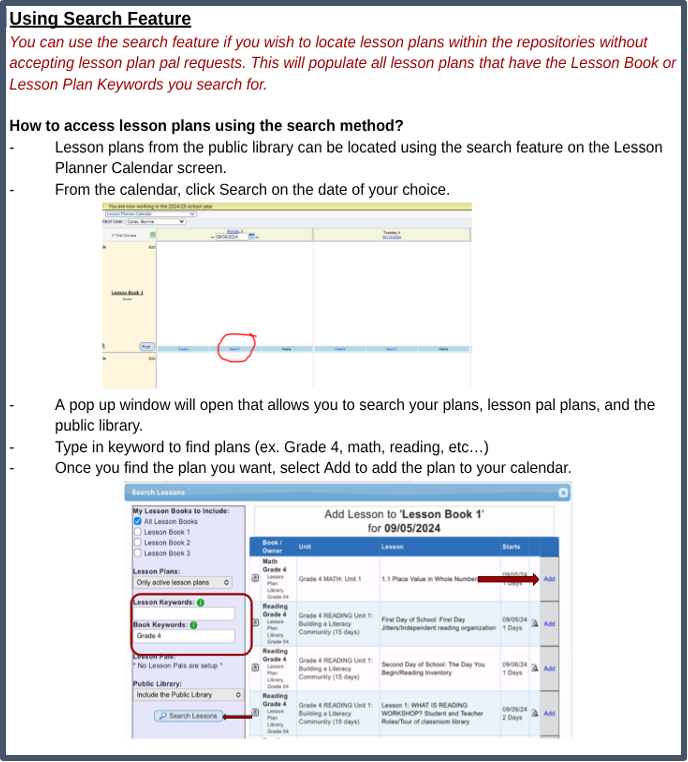 Using Search Feature
You can use the search feature if you wish to locate lesson plans within the repositories without
accepting lesson plan pal requests. This will populate all lesson plans that have the Lesson Book or
Lesson Plan Keywords you search for.
How to access lesson plans using the search method?
- Lesson plans from the public library can be located using the search feature on the Lesson
Planner Calendar screen.
- From the calendar, click Search on the date of your choice.
You are now working in the 2024-25 school year.
Lesson Planner Calendar
09/09/2024
Lesson Book 1
- A pop up window will open that allows you to search your plans, lesson pal plans, and the
public library.
- Type in keyword to find plans (ex. Grade 4, math, reading, etc…)
- Once you find the plan you want, select Add to add the plan to your calendar.
Search Lessons
My Lesson Books to Include:
All Lesson Books
Lesson Book 1
Lesson Book 2
Lesson Book 3
Lesson Plans:
Only active lesson plans
Lesson Keywords:
Book Keywords:
Grade 4
Lesson Pals:
* No Lesson Pals are setup *
Public Library:
Include the Public Library
Search Lessons
Add Lesson to 'Lesson Book 1'
for 09/05/2024
Book / Owner Unit Lesson Starts
Math
Grade 4
Lesson
Plan
Library,
Grade 04
Grade 4 MATH: Unit 1
1.1 Place Value in Whole Numbers
09/05/24
1 Days
Add
Reading
Grade 4
Lesson
Plan
Library,
Grade 04
Grade 4 READING Unit 1:
Building a Literacy
Community (15 days)
First Day of School: First Day
Jitters/Independent reading organization
09/05/24
1 Days
Add
Reading
Grade 4
Lesson
Plan
Library,
Grade 04
Grade 4 READING Unit 1:
Building a Literacy
Community (15 days)
Second Day of School: The Day You
Begin/Reading Inventory
09/06/24
1 Days
Add
Reading
Grade 4
Lesson
Plan
Library,
Grade 04
Grade 4 READING Unit 1:
Building a Literacy
Community (15 days)
Lesson 1: WHAT IS READING
WORKSHOP? Student and Teacher
Roles/Tour of classroom library
09/09/24
2 Days
Add